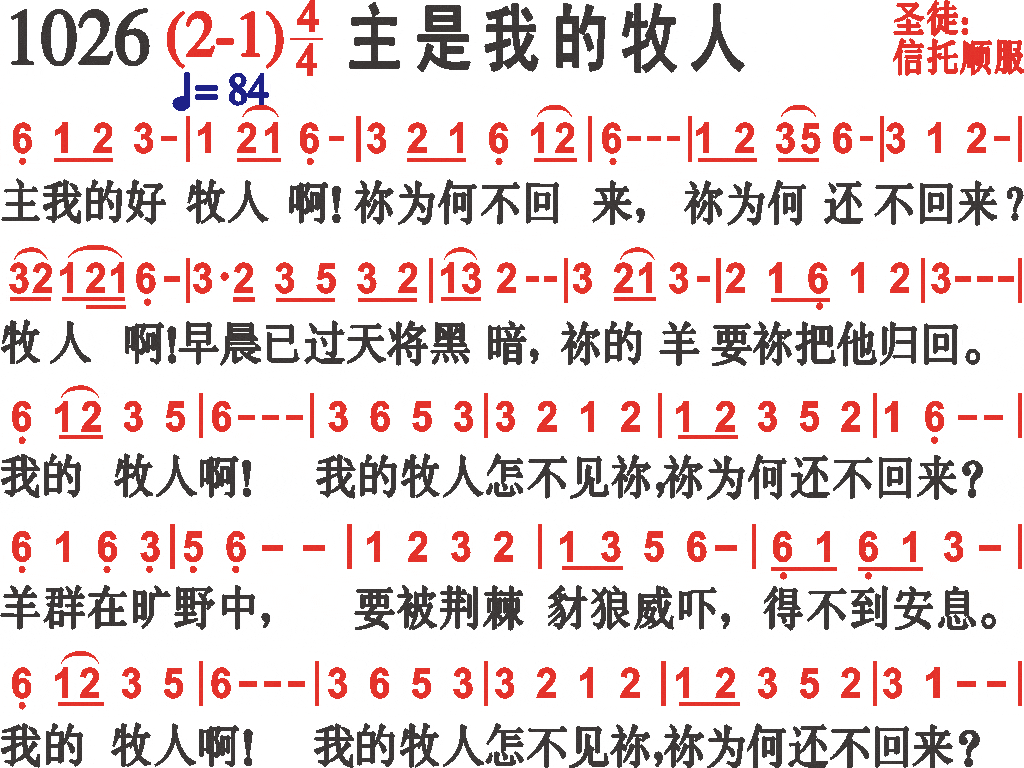 1026 (2-1) 4/4 主是我的牧人 圣徒:
信托顺服
♩= 84
6 1 2 3 - | 1 2 1 6 - | 3 2 1 6 1 2 | 6 - - - | 1 2 3 5 6 - | 3 1 2 - |
主我的好 牧人 啊! 祢为何不回 来, 祢为何 还 不回来?
3 2 1 2 1 6 - | 3 · 2 3 5 3 2 | 1 3 2 - - | 3 2 1 3 - | 2 1 6 1 2 | 3 - - - |
牧人 啊!早晨已过天将黑 暗, 祢的 羊 要祢把他归回。
6 1 2 3 5 | 6 - - - | 3 6 5 3 | 3 2 1 2 | 1 2 3 5 2 | 1 6 - - |
我的 牧人啊! 我的牧人怎不见祢,祢为何还不回来?
6 1 6 3 | 5 6 - - | 1 2 3 2 | 1 3 5 6 - | 6 1 6 1 3 - |
羊群在旷野中, 要被荆棘 豺狼威吓, 得不到安息。
6 1 2 3 5 | 6 - - - | 3 6 5 3 | 3 2 1 2 | 1 2 3 5 2 | 3 1 - - |
我的 牧人啊! 我的牧人怎不见祢,祢为何还不回来?